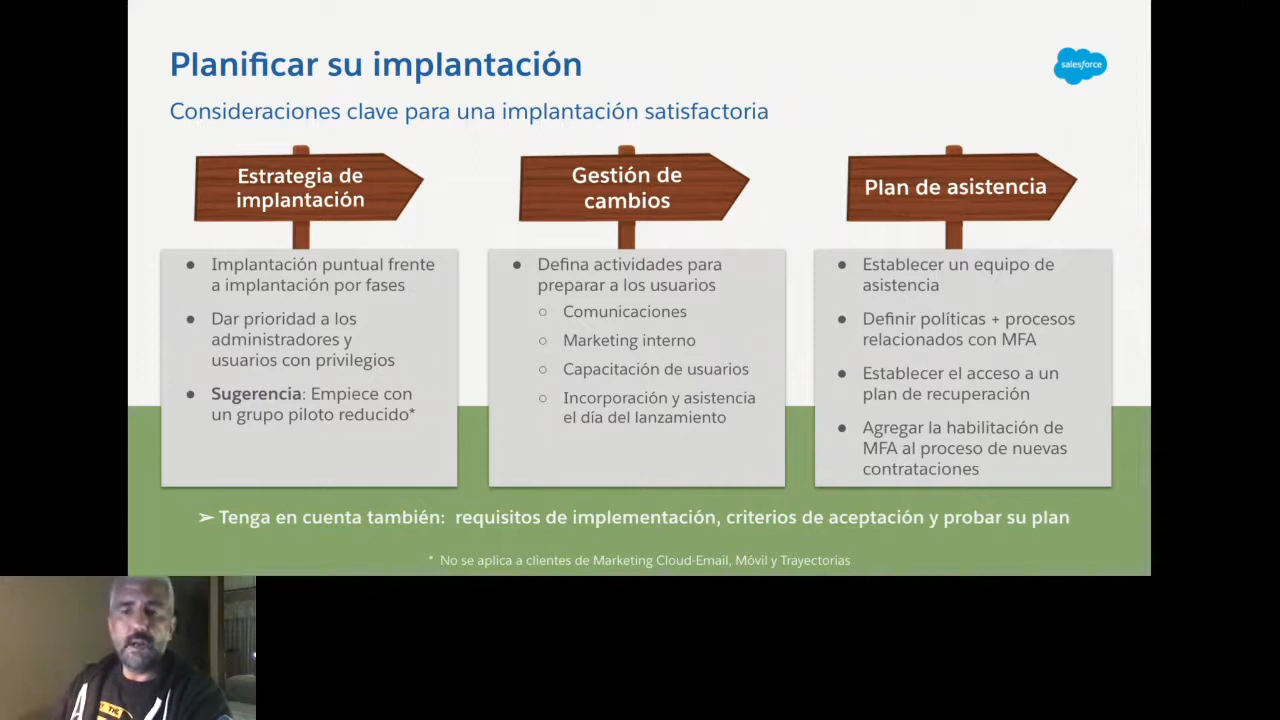 Planificar su implantación
salesforce
Consideraciones clave para una implantación satisfactoria
Estrategia de
implantación
● Implantación puntual frente
a implantación por fases
● Dar prioridad a los
administradores y
usuarios con privilegios
● Sugerencia: Empiece con
un grupo piloto reducido*
Gestión de
cambios
● Defina actividades para
preparar a los usuarios
○ Comunicaciones
○ Marketing interno
○ Capacitación de usuarios
○ Incorporación y asistencia
el día del lanzamiento
Plan de asistencia
● Establecer un equipo de
asistencia
● Definir políticas + procesos
relacionados con MFA
● Establecer el acceso a un
plan de recuperación
● Agregar la habilitación de
MFA al proceso de nuevas
contrataciones
➢ Tenga en cuenta también: requisitos de implementación, criterios de aceptación y probar su plan
* No se aplica a clientes de Marketing Cloud-Email, Móvil y Trayectorias